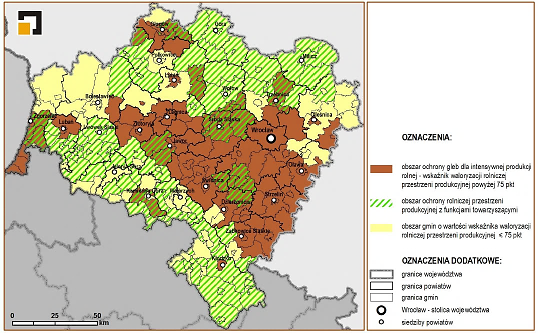 Głogów
Góra
Polkowice
Milicz
Lubin
Wołów
Trzebnica
Oleśnica
Bolesławiec
Zgorzelec
Lubań
Legnica
Środa Śląska
Złotoryja
Wrocław
Lwówek Śląski
Jawor
Jelenia Góra
Świdnica
Oława
Kamienna Góra
Wałbrzych
Dzierżoniów
Strzelin
Ząbkowice Śląskie
Kłodzko
0 25 50
km
OZNACZENIA:
obszar ochrony gleb dla intensywnej produkcji
rolnej - wskaźnik waloryzacji rolniczej
przestrzeni produkcyjnej powyżej 75 pkt
obszar ochrony rolniczej przestrzeni
produkcyjnej z funkcjami towarzyszącymi
obszar gmin o wartości wskaźnika waloryzacji
rolniczej przestrzeni produkcyjnej ≤ 75 pkt
OZNACZENIA DODATKOWE:
granice województwa
granica powiatów
granica gmin
Wrocław - stolica województwa
siedziby powiatów